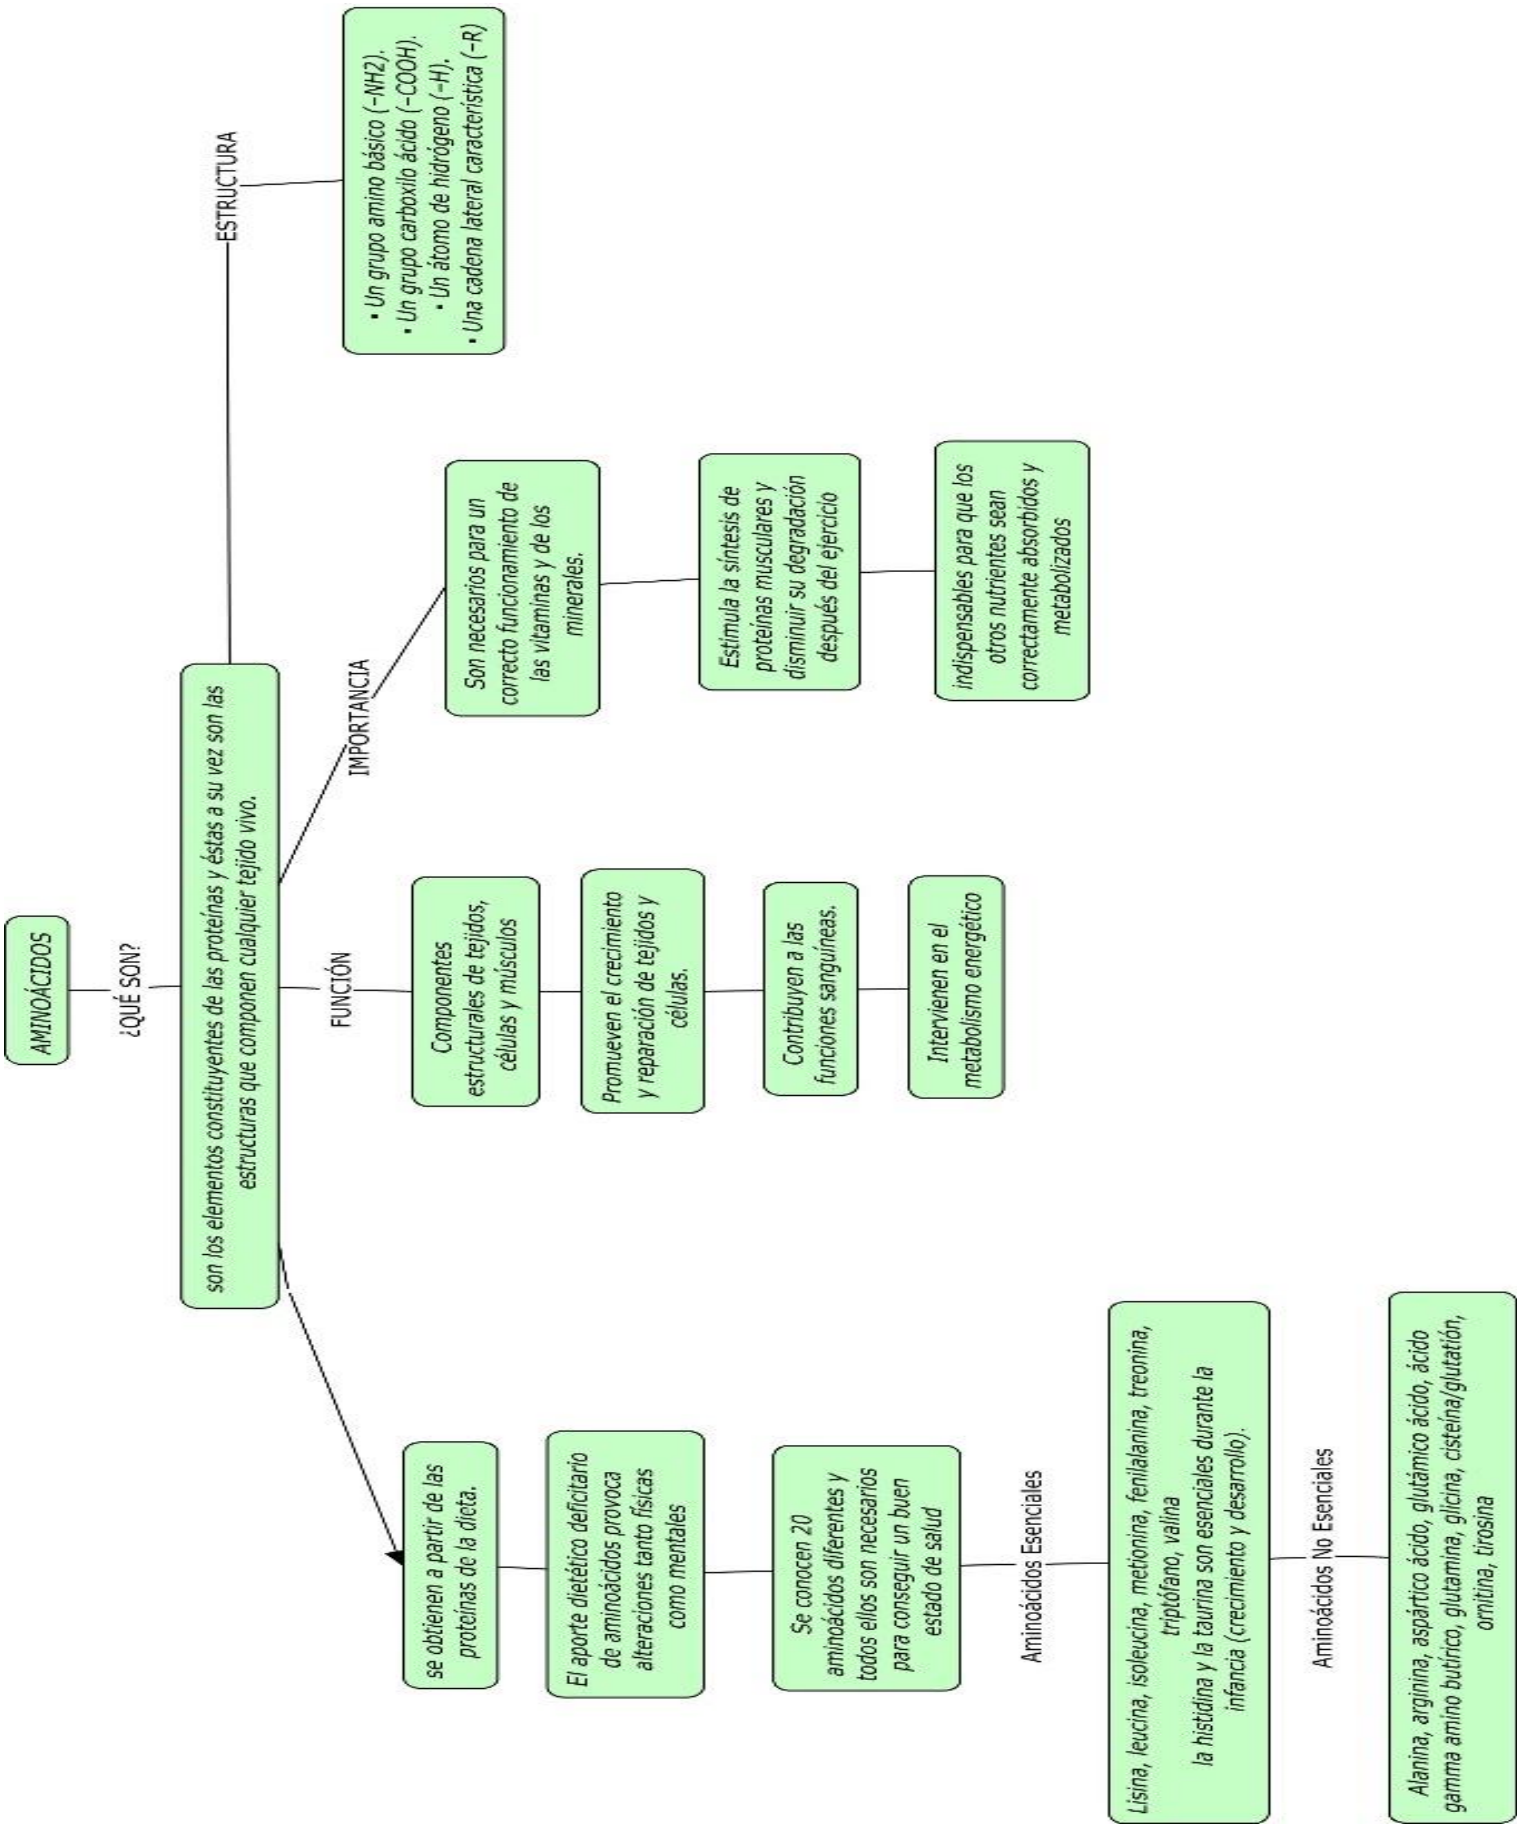 AMINOÁCIDOS
¿QUÉ SON?
son los elementos constituyentes de las proteínas y éstas a su vez son las
estructuras que componen cualquier tejido vivo.
se obtienen a partir de las
proteínas de la dieta.
El aporte dietético deficitario
de aminoácidos provoca
alteraciones tanto físicas
como mentales
Se conocen 20
aminoácidos diferentes y
todos ellos son necesarios
para conseguir un buen
estado de salud
Aminoácidos Esenciales
Lisina, leucina, isoleucina, metionina, fenilalanina, treonina,
triptófano, valina
la histidina y la taurina son esenciales durante la
infancia (crecimiento y desarrollo).
Aminoácidos No Esenciales
Alanina, arginina, aspártico ácido, glutámico ácido, ácido
gamma amino butírico, glutamina, glicina, cisteína/glutatión,
ornitina, tirosina
FUNCIÓN
Componentes
estructurales de tejidos,
células y músculos
Promueven el crecimiento
y reparación de tejidos y
células.
Contribuyen a las
funciones sanguíneas.
Intervienen en el
metabolismo energético
IMPORTANCIA
Son necesarios para un
correcto funcionamiento de
las vitaminas y de los
minerales.
Estimula la síntesis de
proteínas musculares y
disminuir su degradación
después del ejercicio
indispensables para que los
otros nutrientes sean
correctamente absorbidos y
metabolizados
ESTRUCTURA
▪ Un grupo amino básico (–NH2).
▪ Un grupo carboxilo ácido (–COOH).
▪ Un átomo de hidrógeno (–H).
▪ Una cadena lateral característica (–R)